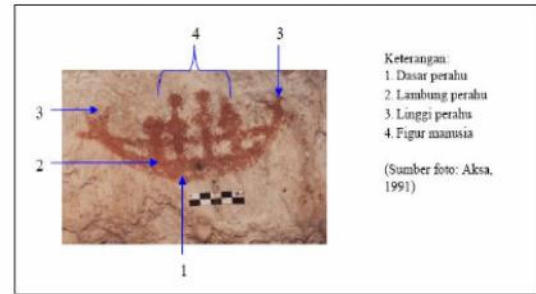 4
3
3
2
1
Keterangan:
1. Dasar perahu
2. Lambung perahu
3. Linggi perahu
4. Figur manusia
(Sumber foto: Aksa,
1991)